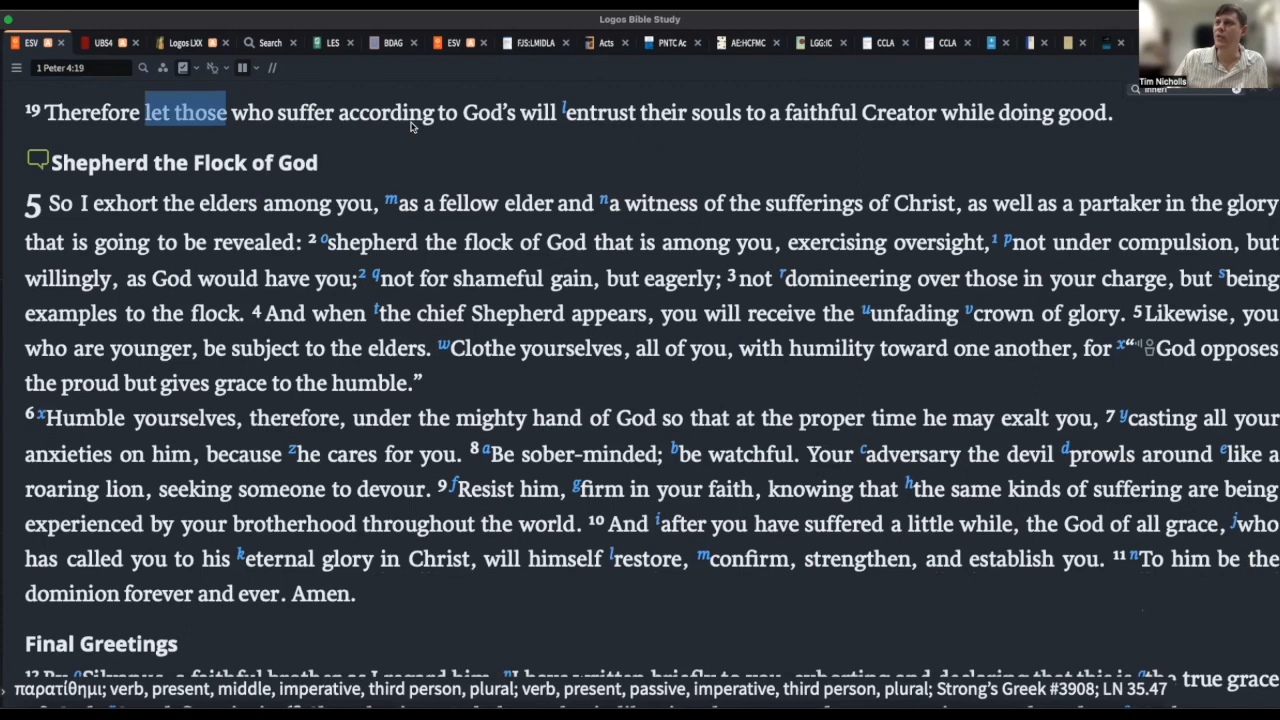 Logos Bible Study
ESV UBS4 Logos LXX Search LES BDAG ESV FJS:LMIDLA Acts PNTC Ac AE:HCFMC LGG:IC CCLA CCLA
1 Peter 4:19
Tim Nicholls
19 Therefore let those who suffer according to God's will l entrust their souls to a faithful Creator while doing good.
Shepherd the Flock of God
5 So I exhort the elders among you, m as a fellow elder and n a witness of the sufferings of Christ, as well as a partaker in the glory
that is going to be revealed: 2 o shepherd the flock of God that is among you, exercising oversight, 1 p not under compulsion, but
willingly, as God would have you; 2 q not for shameful gain, but eagerly; 3 not r domineering over those in your charge, but s being
examples to the flock. 4 And when t the chief Shepherd appears, you will receive the u unfading v crown of glory. 5 Likewise, you
who are younger, be subject to the elders. w Clothe yourselves, all of you, with humility toward one another, for x “God opposes
the proud but gives grace to the humble.”
6 x Humble yourselves, therefore, under the mighty hand of God so that at the proper time he may exalt you, 7 y casting all your
anxieties on him, because z he cares for you. 8 a Be sober-minded; b be watchful. Your c adversary the devil d prowls around e like a
roaring lion, seeking someone to devour. 9 f Resist him, g firm in your faith, knowing that h the same kinds of suffering are being
experienced by your brotherhood throughout the world. 10 And i after you have suffered a little while, the God of all grace, j who
has called you to his k eternal glory in Christ, will himself l restore, m confirm, strengthen, and establish you. 11 n To him be the
dominion forever and ever. Amen.
Final Greetings
true grace
παρατίθημι; verb, present, middle, imperative, third person, plural; verb, present, passive, imperative, third person, plural; Strong's Greek #3908; LN 35.47